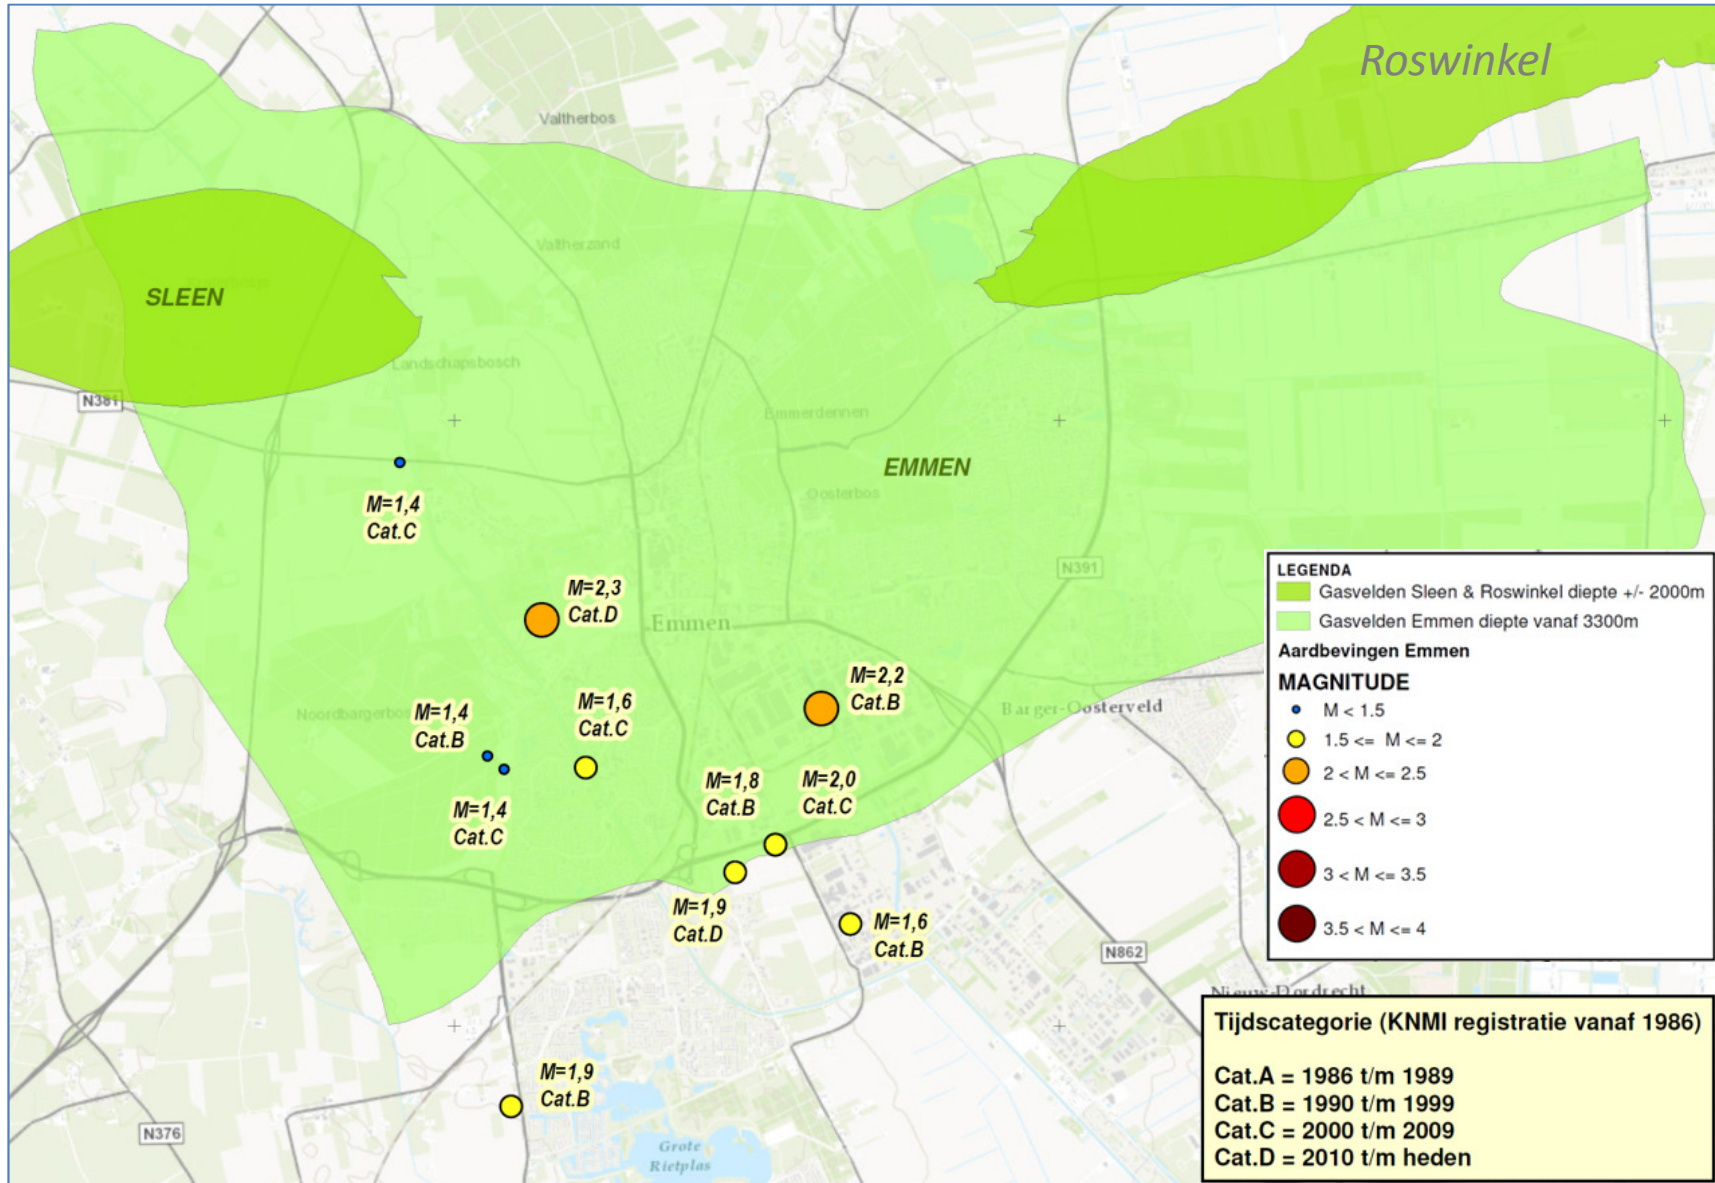 Roswinkel
Valtherbos
Valtherzand
SLEEN
Landschapsbosch
N381
Emmerdennen
EMMEN
Oosterbos
M=1,4
Cat.C
N391
M=2,3
Cat.D
Emmen
M=2,2
Cat.B
Barger-Oosterveld
Noordbargerbos
M=1,4
Cat.B
M=1,6
Cat.C
M=1,8
Cat.B
M=2,0
Cat.C
M=1,4
Cat.C
M=1,9
Cat.D
M=1,6
Cat.B
N862
Nieuw-Dordrecht
M=1,9
Cat.B
N376
Grote
Rietplas
LEGENDA
Gasvelden Sleen & Roswinkel diepte +/- 2000m
Gasvelden Emmen diepte vanaf 3300m
Aardbevingen Emmen
MAGNITUDE
M < 1.5
1.5 <= M <= 2
2 < M <= 2.5
2.5 < M <= 3
3 < M <= 3.5
3.5 < M <= 4
Tijdscategorie (KNMI registratie vanaf 1986)
Cat.A = 1986 t/m 1989
Cat.B = 1990 t/m 1999
Cat.C = 2000 t/m 2009
Cat.D = 2010 t/m heden